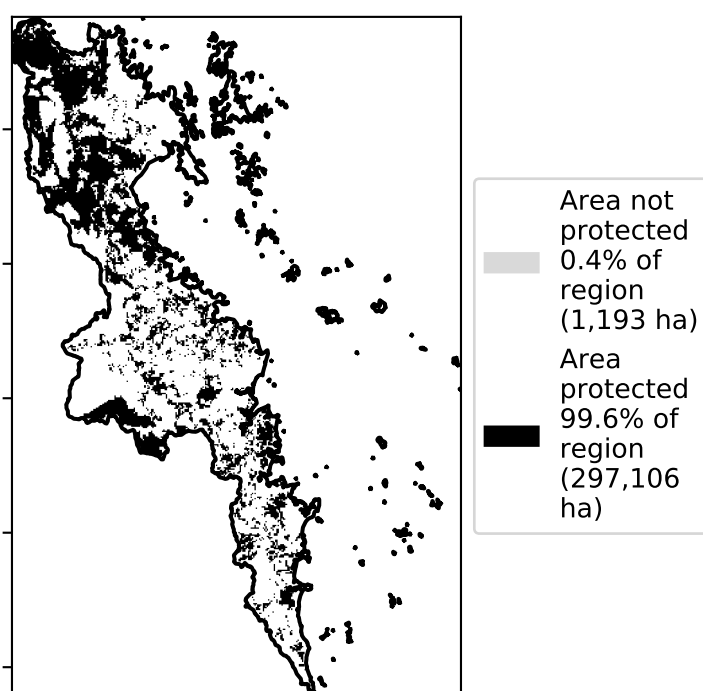 Area not
protected
0.4% of
region
(1,193 ha)
Area
protected
99.6% of
region
(297,106
ha)